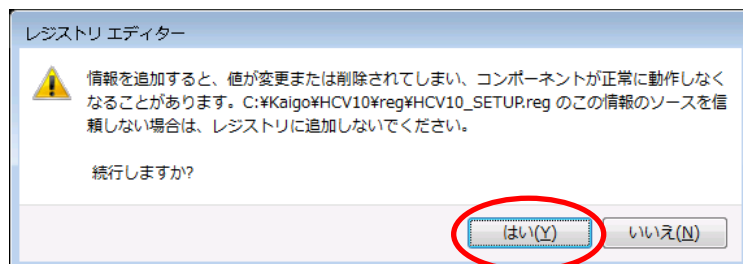 レジストリ エディター
情報を追加すると、値が変更または削除されてしまい、コンポーネントが正常に動作しなく
なることがあります。C:¥Kaigo¥HCV10¥reg¥HCV10_SETUP.reg のこの情報のソースを信
頼しない場合は、レジストリに追加しないでください。
続行しますか?
はい(Y) いいえ(N)